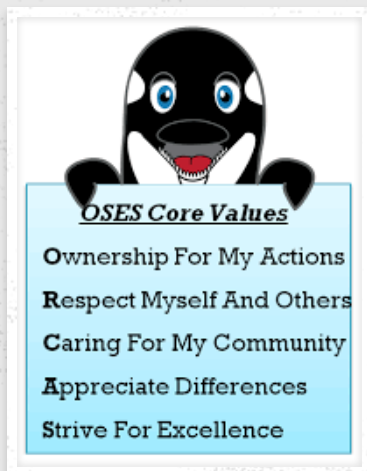 OSES Core Values
Ownership For My Actions
Respect Myself And Others
Caring For My Community
Appreciate Differences
Strive For Excellence